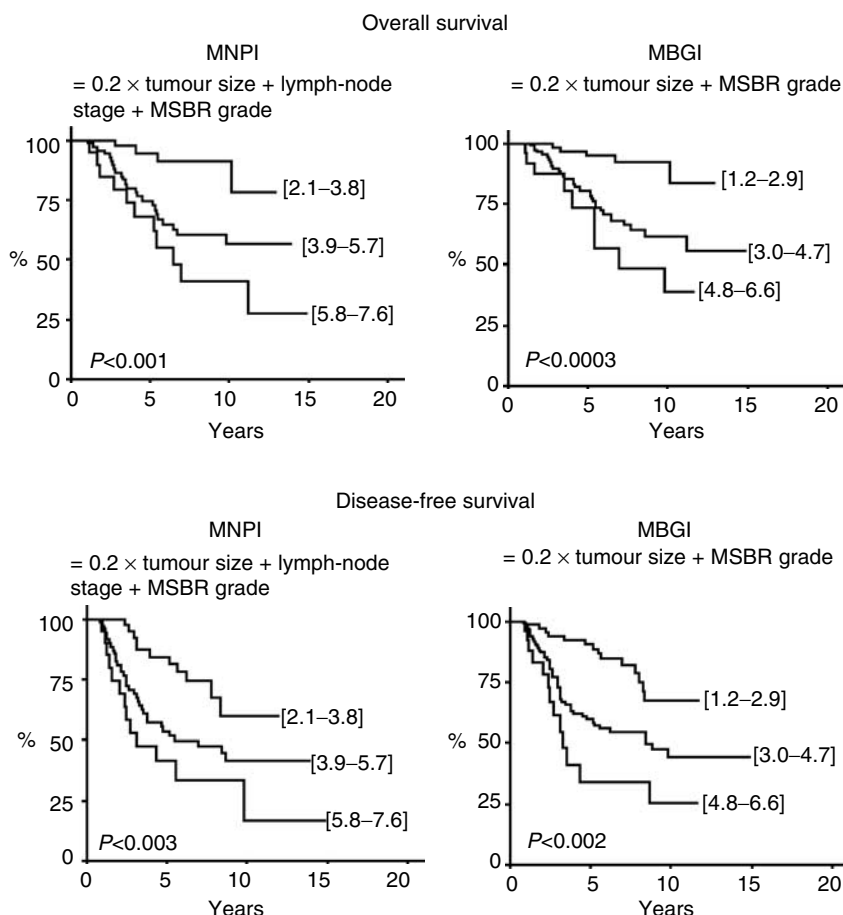 Overall survival
MNPI
= 0.2 × tumour size + lymph-node
stage + MSBR grade
100
75
50
25
0
%
[2.1–3.8]
[3.9–5.7]
[5.8–7.6]
P<0.001
0 5 10 15 20
Years
MBGI
= 0.2 × tumour size + MSBR grade
100
75
50
25
0
%
[1.2–2.9]
[3.0–4.7]
[4.8–6.6]
P<0.0003
0 5 10 15 20
Years
Disease-free survival
MNPI
= 0.2 × tumour size + lymph-node
stage + MSBR grade
100
75
50
25
0
%
[2.1–3.8]
[3.9–5.7]
[5.8–7.6]
P<0.003
0 5 10 15 20
Years
MBGI
= 0.2 × tumour size + MSBR grade
100
75
50
25
0
%
[1.2–2.9]
[3.0–4.7]
[4.8–6.6]
P<0.002
0 5 10 15 20
Years